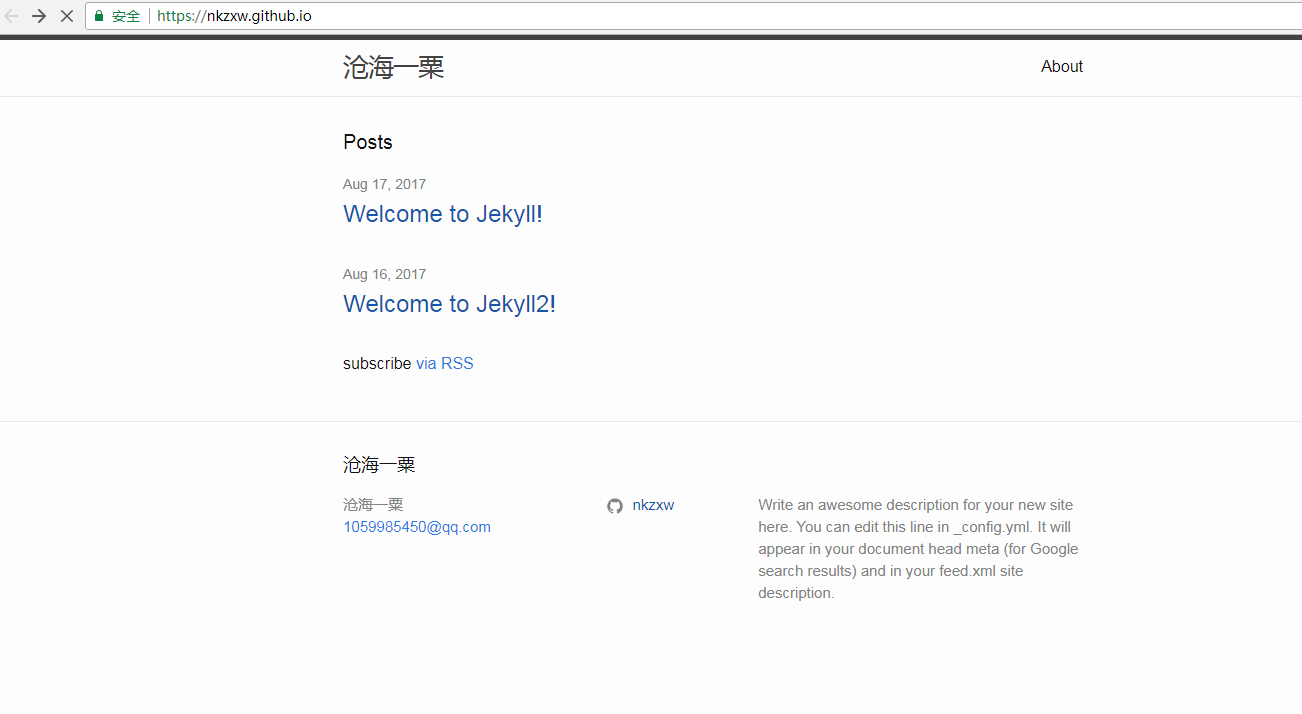 安全 https://nkzxw.github.io
沧海一粟 About
Posts
Aug 17, 2017
Welcome to Jekyll!
Aug 16, 2017
Welcome to Jekyll2!
subscribe via RSS
沧海一粟
沧海一粟
1059985450@qq.com
nkzxw
Write an awesome description for your new site
here. You can edit this line in _config.yml. It will
appear in your document head meta (for Google
search results) and in your feed.xml site
description.